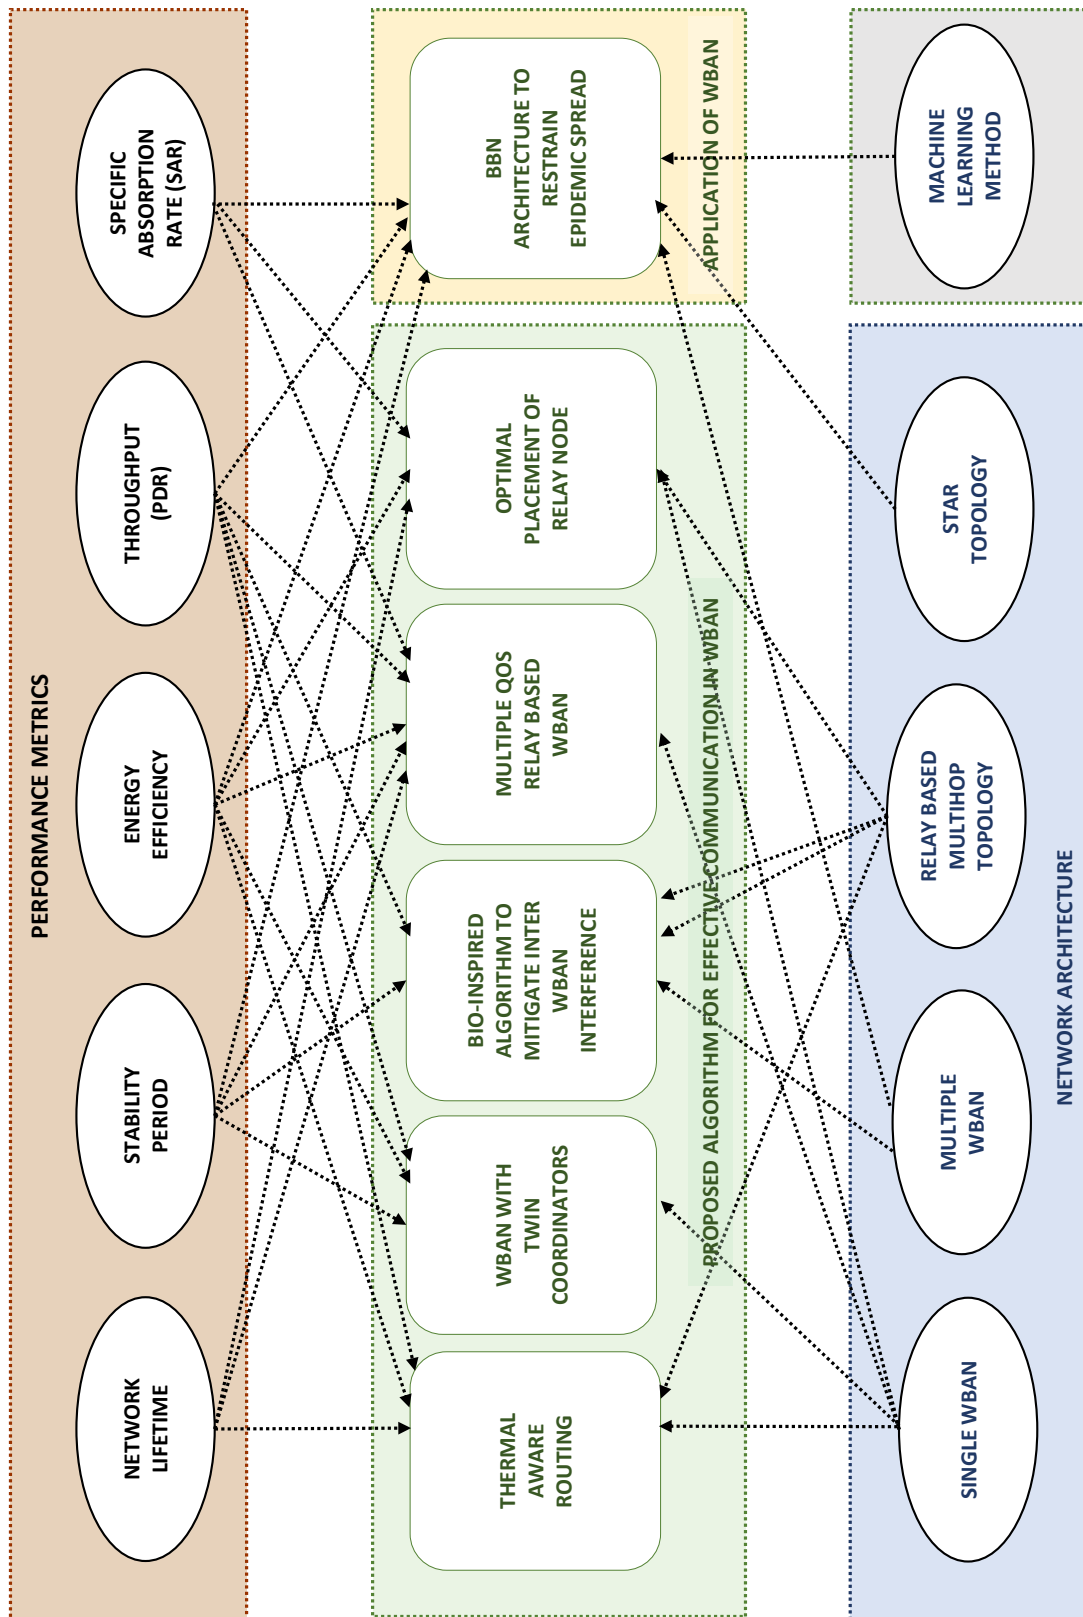 PERFORMANCE METRICS
NETWORK
LIFETIME
STABILITY
PERIOD
ENERGY
EFFICIENCY
THROUGHPUT
(PDR)
SPECIFIC
ABSORPTION
RATE (SAR)
THERMAL
AWARE
ROUTING
WBAN WITH
TWIN
COORDINATORS
BIO-INSPIRED
ALGORITHM TO
MITIGATE INTER
WBAN
INTERFERENCE
MULTIPLE QOS
RELAY BASED
WBAN
OPTIMAL
PLACEMENT OF
RELAY NODE
BBN
ARCHITECTURE TO
RESTRAIN
EPIDEMIC SPREAD
PROPOSED ALGORITHM FOR EFFECTIVE COMMUNICATION IN WBAN
APPLICATION OF WBAN
SINGLE WBAN
MULTIPLE
WBAN
RELAY BASED
MULTIHOP
TOPOLOGY
STAR
TOPOLOGY
MACHINE
LEARNING
METHOD
NETWORK ARCHITECTURE